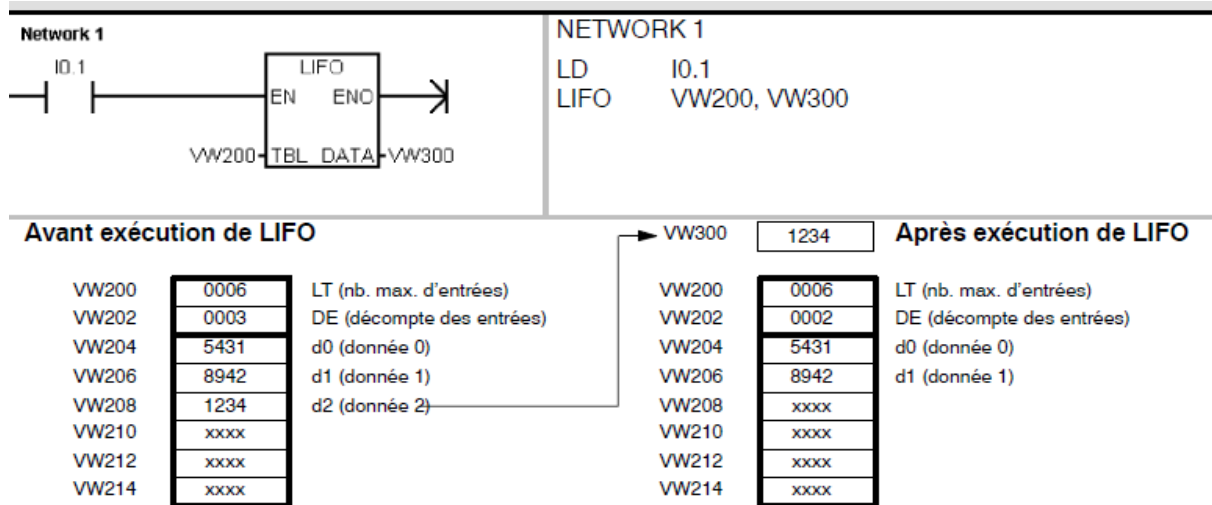 Network 1
I0.1
LIFO
EN ENO
VW200 TBL DATA VW300
NETWORK 1
LD I0.1
LIFO VW200, VW300
Avant exécution de LIFO
VW200 0006 LT (nb. max. d'entrées)
VW202 0003 DE (décompte des entrées)
VW204 5431 d0 (donnée 0)
VW206 8942 d1 (donnée 1)
VW208 1234 d2 (donnée 2)
VW210 xxxx
VW212 xxxx
VW214 xxxx
VW300 1234 Après exécution de LIFO
VW200 0006 LT (nb. max. d'entrées)
VW202 0002 DE (décompte des entrées)
VW204 5431 d0 (donnée 0)
VW206 8942 d1 (donnée 1)
VW208 xxxx
VW210 xxxx
VW212 xxxx
VW214 xxxx